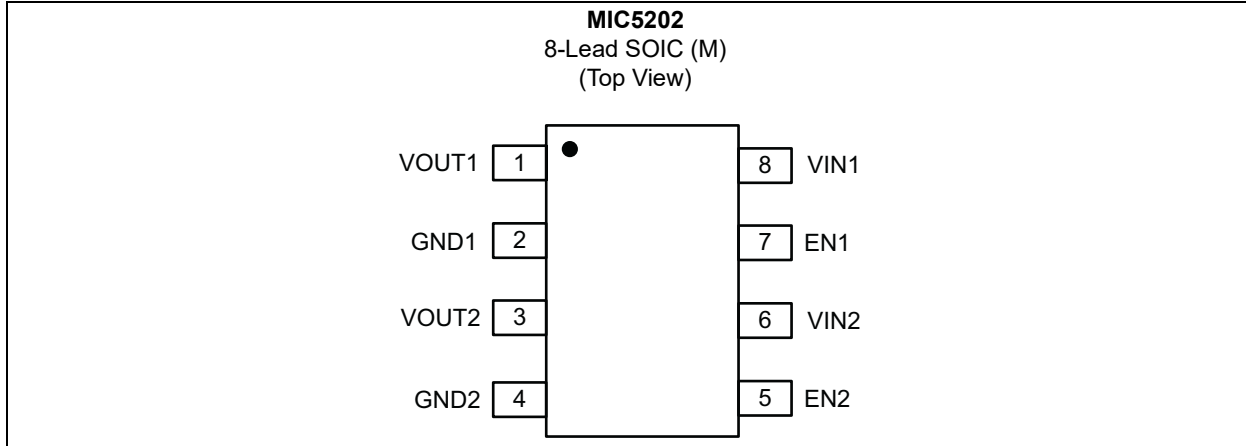 MIC5202
8-Lead SOIC (M)
(Top View)
VOUT1 1 8 VIN1
GND1 2 7 EN1
VOUT2 3 6 VIN2
GND2 4 5 EN2